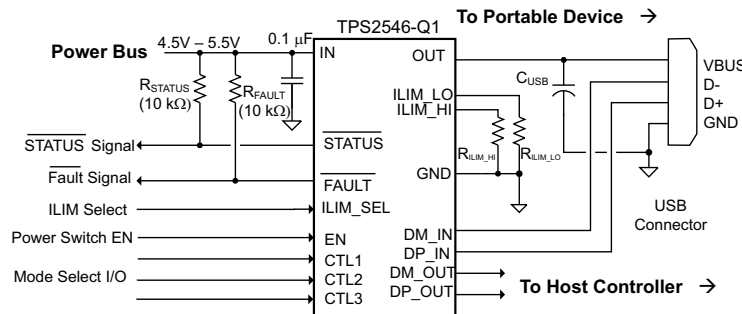 TPS2546-Q1
To Portable Device →
Power Bus
4.5V – 5.5V
0.1 µF
IN
OUT
VBUS
D-
D+
GND
RSTATUS
(10 kΩ)
RFAULT
(10 kΩ)
CUSB
ILIM_LO
ILIM_HI
STATUS Signal
STATUS
RILIM_HI
RILIM_LO
Fault Signal
FAULT
GND
ILIM Select
ILIM_SEL
USB
Connector
Power Switch EN
EN
DM_IN
DP_IN
CTL1
Mode Select I/O
CTL2
DM_OUT
To Host Controller →
CTL3
DP_OUT